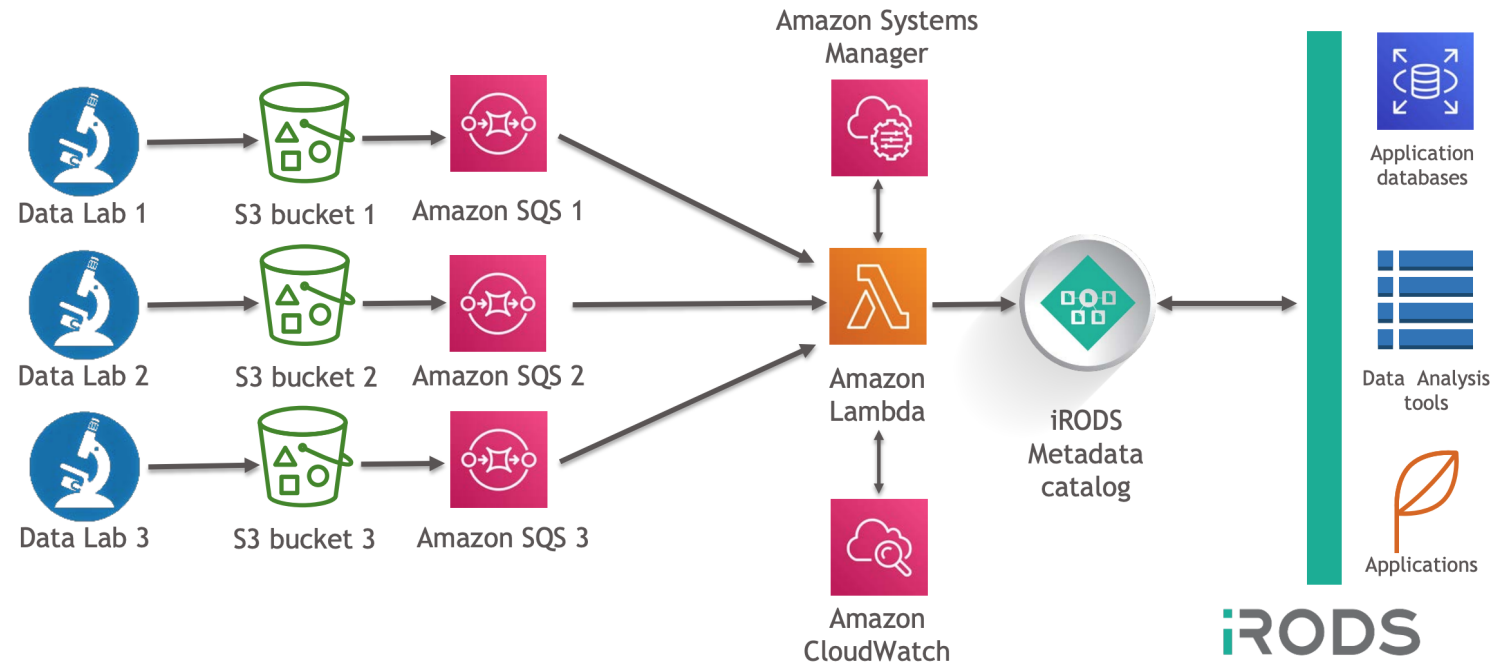 Amazon Systems
Manager
Data Lab 1
S3 bucket 1
Amazon SQS 1
Application
databases
Data Lab 2
S3 bucket 2
Amazon SQS 2
Amazon
Lambda
iRODS
Metadada
catalog
Data Analysis
tools
Data Lab 3
S3 bucket 3
Amazon SQS 3
Applications
Amazon
CloudWatch
iRODS